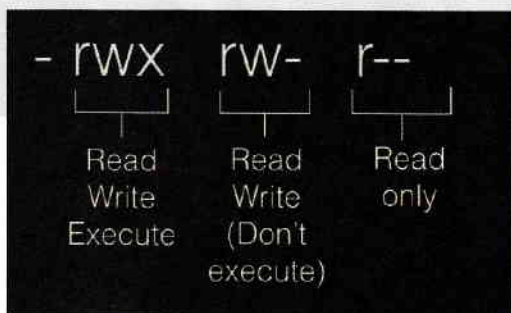 - rwx rw- r--
Read Read Read
Write Write only
Execute (Don't
execute)